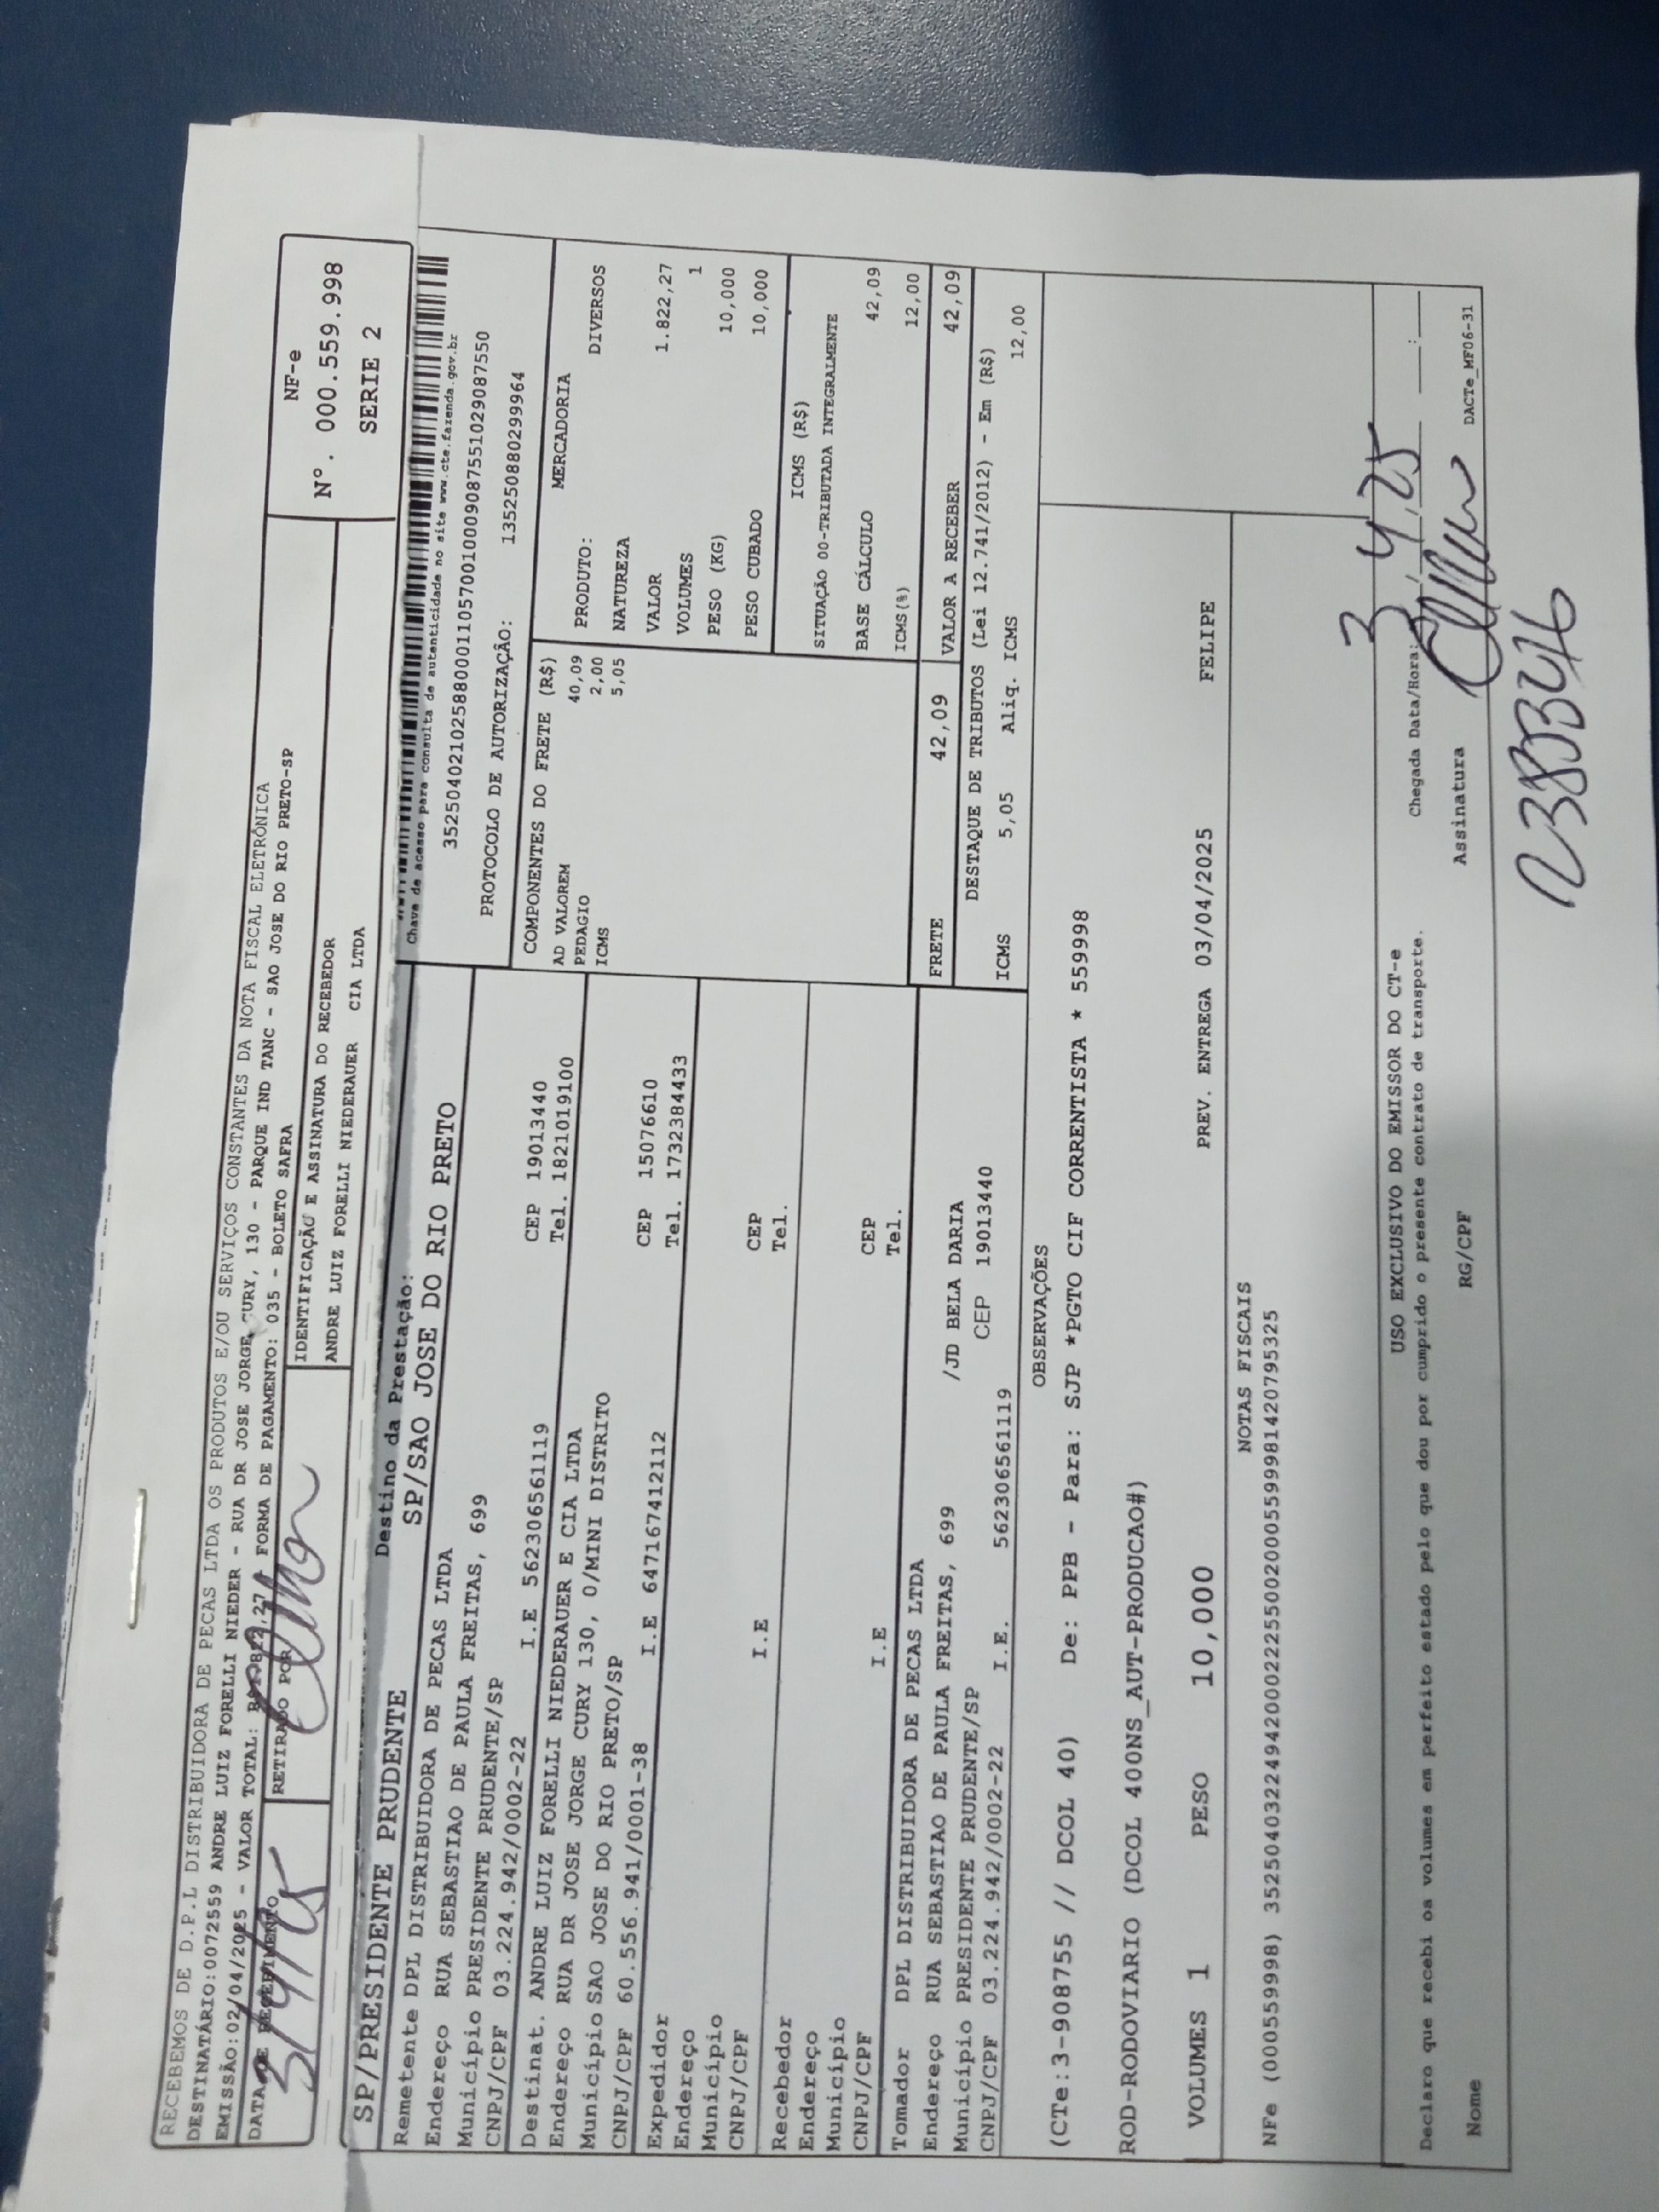 RECEBEMOS DE D.P.L DISTRIBUIDORA DE PECAS LTDA OS PRODUTOS E/OU SERVIÇOS CONSTANTES DA NOTA FISCAL ELETRÔNICA
DESTINATÁRIO:0072559 ANDRE LUIZ FORELLI NIEDER - RUA DR JOSE JORGE CURY, 130 - PARQUE IND TANC - SAO JOSE DO RIO PRETO-SP
EMISSÃO:02/04/2025 - VALOR TOTAL: R$1.822,27 - FORMA DE PAGAMENTO: 035 - BOLETO SAFRA
NF-e
Nº. 000.559.998
SERIE 2
DATA DE RECEBIMENTO
3/4/25
RETIRADO POR
IDENTIFICAÇÃO E ASSINATURA DO RECEBEDOR
ANDRE LUIZ FORELLI NIEDERAUER CIA LTDA
Destino da Prestação:
SP/PRESIDENTE PRUDENTE SP/SAO JOSE DO RIO PRETO
Chave de acesso para consulta de autenticidade no site www.cte.fazenda.gov.br
35250402102588000110570010009087551029087550
PROTOCOLO DE AUTORIZAÇÃO: 135250880299964
Remetente DPL DISTRIBUIDORA DE PECAS LTDA
Endereço RUA SEBASTIAO DE PAULA FREITAS, 699
Município PRESIDENTE PRUDENTE/SP CEP 19013440
CNPJ/CPF 03.224.942/0002-22 I.E 562306561119 Tel. 1821019100
Destinat. ANDRE LUIZ FORELLI NIEDERAUER E CIA LTDA
Endereço RUA DR JOSE JORGE CURY 130, 0/MINI DISTRITO
Município SAO JOSE DO RIO PRETO/SP CEP 15076610
CNPJ/CPF 60.556.941/0001-38 I.E 647167412112 Tel. 1732384433
Expedidor
Endereço
Município CEP
CNPJ/CPF I.E Tel.
Recebedor
Endereço
Município CEP
CNPJ/CPF I.E Tel.
Tomador DPL DISTRIBUIDORA DE PECAS LTDA
Endereço RUA SEBASTIAO DE PAULA FREITAS, 699 /JD BELA DARIA
Município PRESIDENTE PRUDENTE/SP CEP 19013440
CNPJ/CPF 03.224.942/0002-22 I.E. 562306561119
COMPONENTES DO FRETE (R$)
AD VALOREM 40,09
PEDAGIO 2,00
ICMS 5,05
MERCADORIA
PRODUTO: DIVERSOS
NATUREZA
VALOR 1.822,27
VOLUMES 1
PESO (KG) 10,000
PESO CUBADO 10,000
ICMS (R$)
SITUAÇÃO 00-TRIBUTADA INTEGRALMENTE
BASE CÁLCULO 42,09
ICMS(%) 12,00
FRETE 42,09 VALOR A RECEBER 42,09
DESTAQUE DE TRIBUTOS (Lei 12.741/2012) - Em (R$)
ICMS 5,05 Aliq. ICMS 12,00
OBSERVAÇÕES
(CTe:3-908755 // DCOL 40) De: PPB - Para: SJP *PGTO CIF CORRENTISTA * 559998
ROD-RODOVIARIO (DCOL 400NS_AUT-PRODUCAO#)
VOLUMES 1 PESO 10,000 PREV. ENTREGA 03/04/2025 FELIPE
NOTAS FISCAIS
NFe (000559998) 35250403224942000222550020005599981420795325
USO EXCLUSIVO DO EMISSOR DO CT-e
Declaro que recebi os volumes em perfeito estado pelo que dou por cumprido o presente contrato de transporte.
Chegada Data/Hora: 3/4/25 :
Nome RG/CPF Assinatura
DACTe_MF06-31